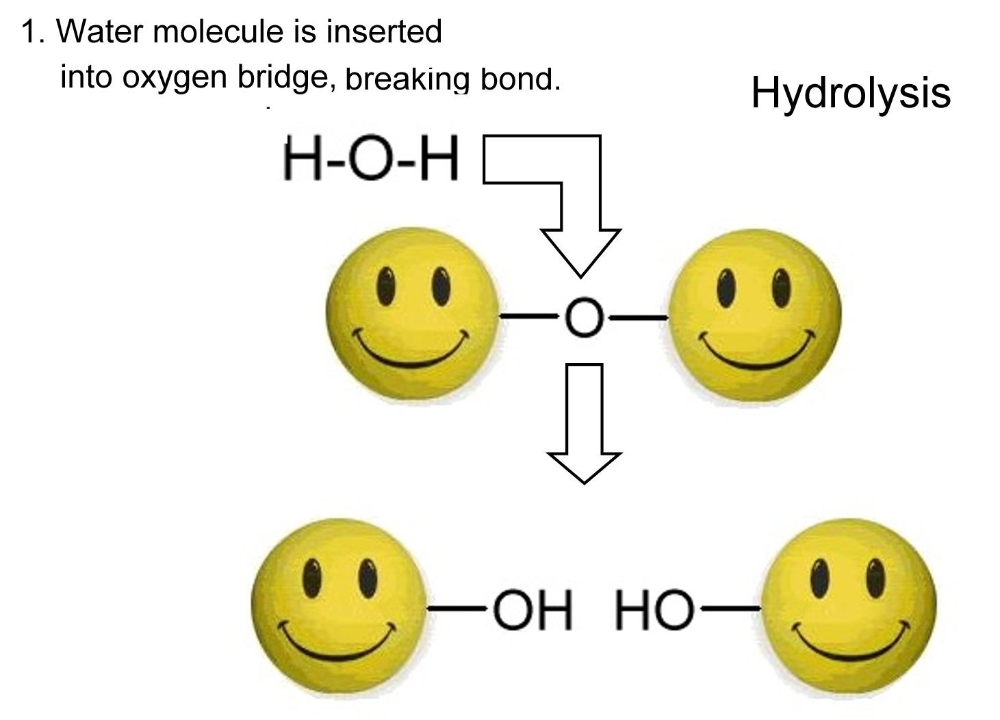 1. Water molecule is inserted
into oxygen bridge, breaking bond.
Hydrolysis
H-O-H
O
OH HO